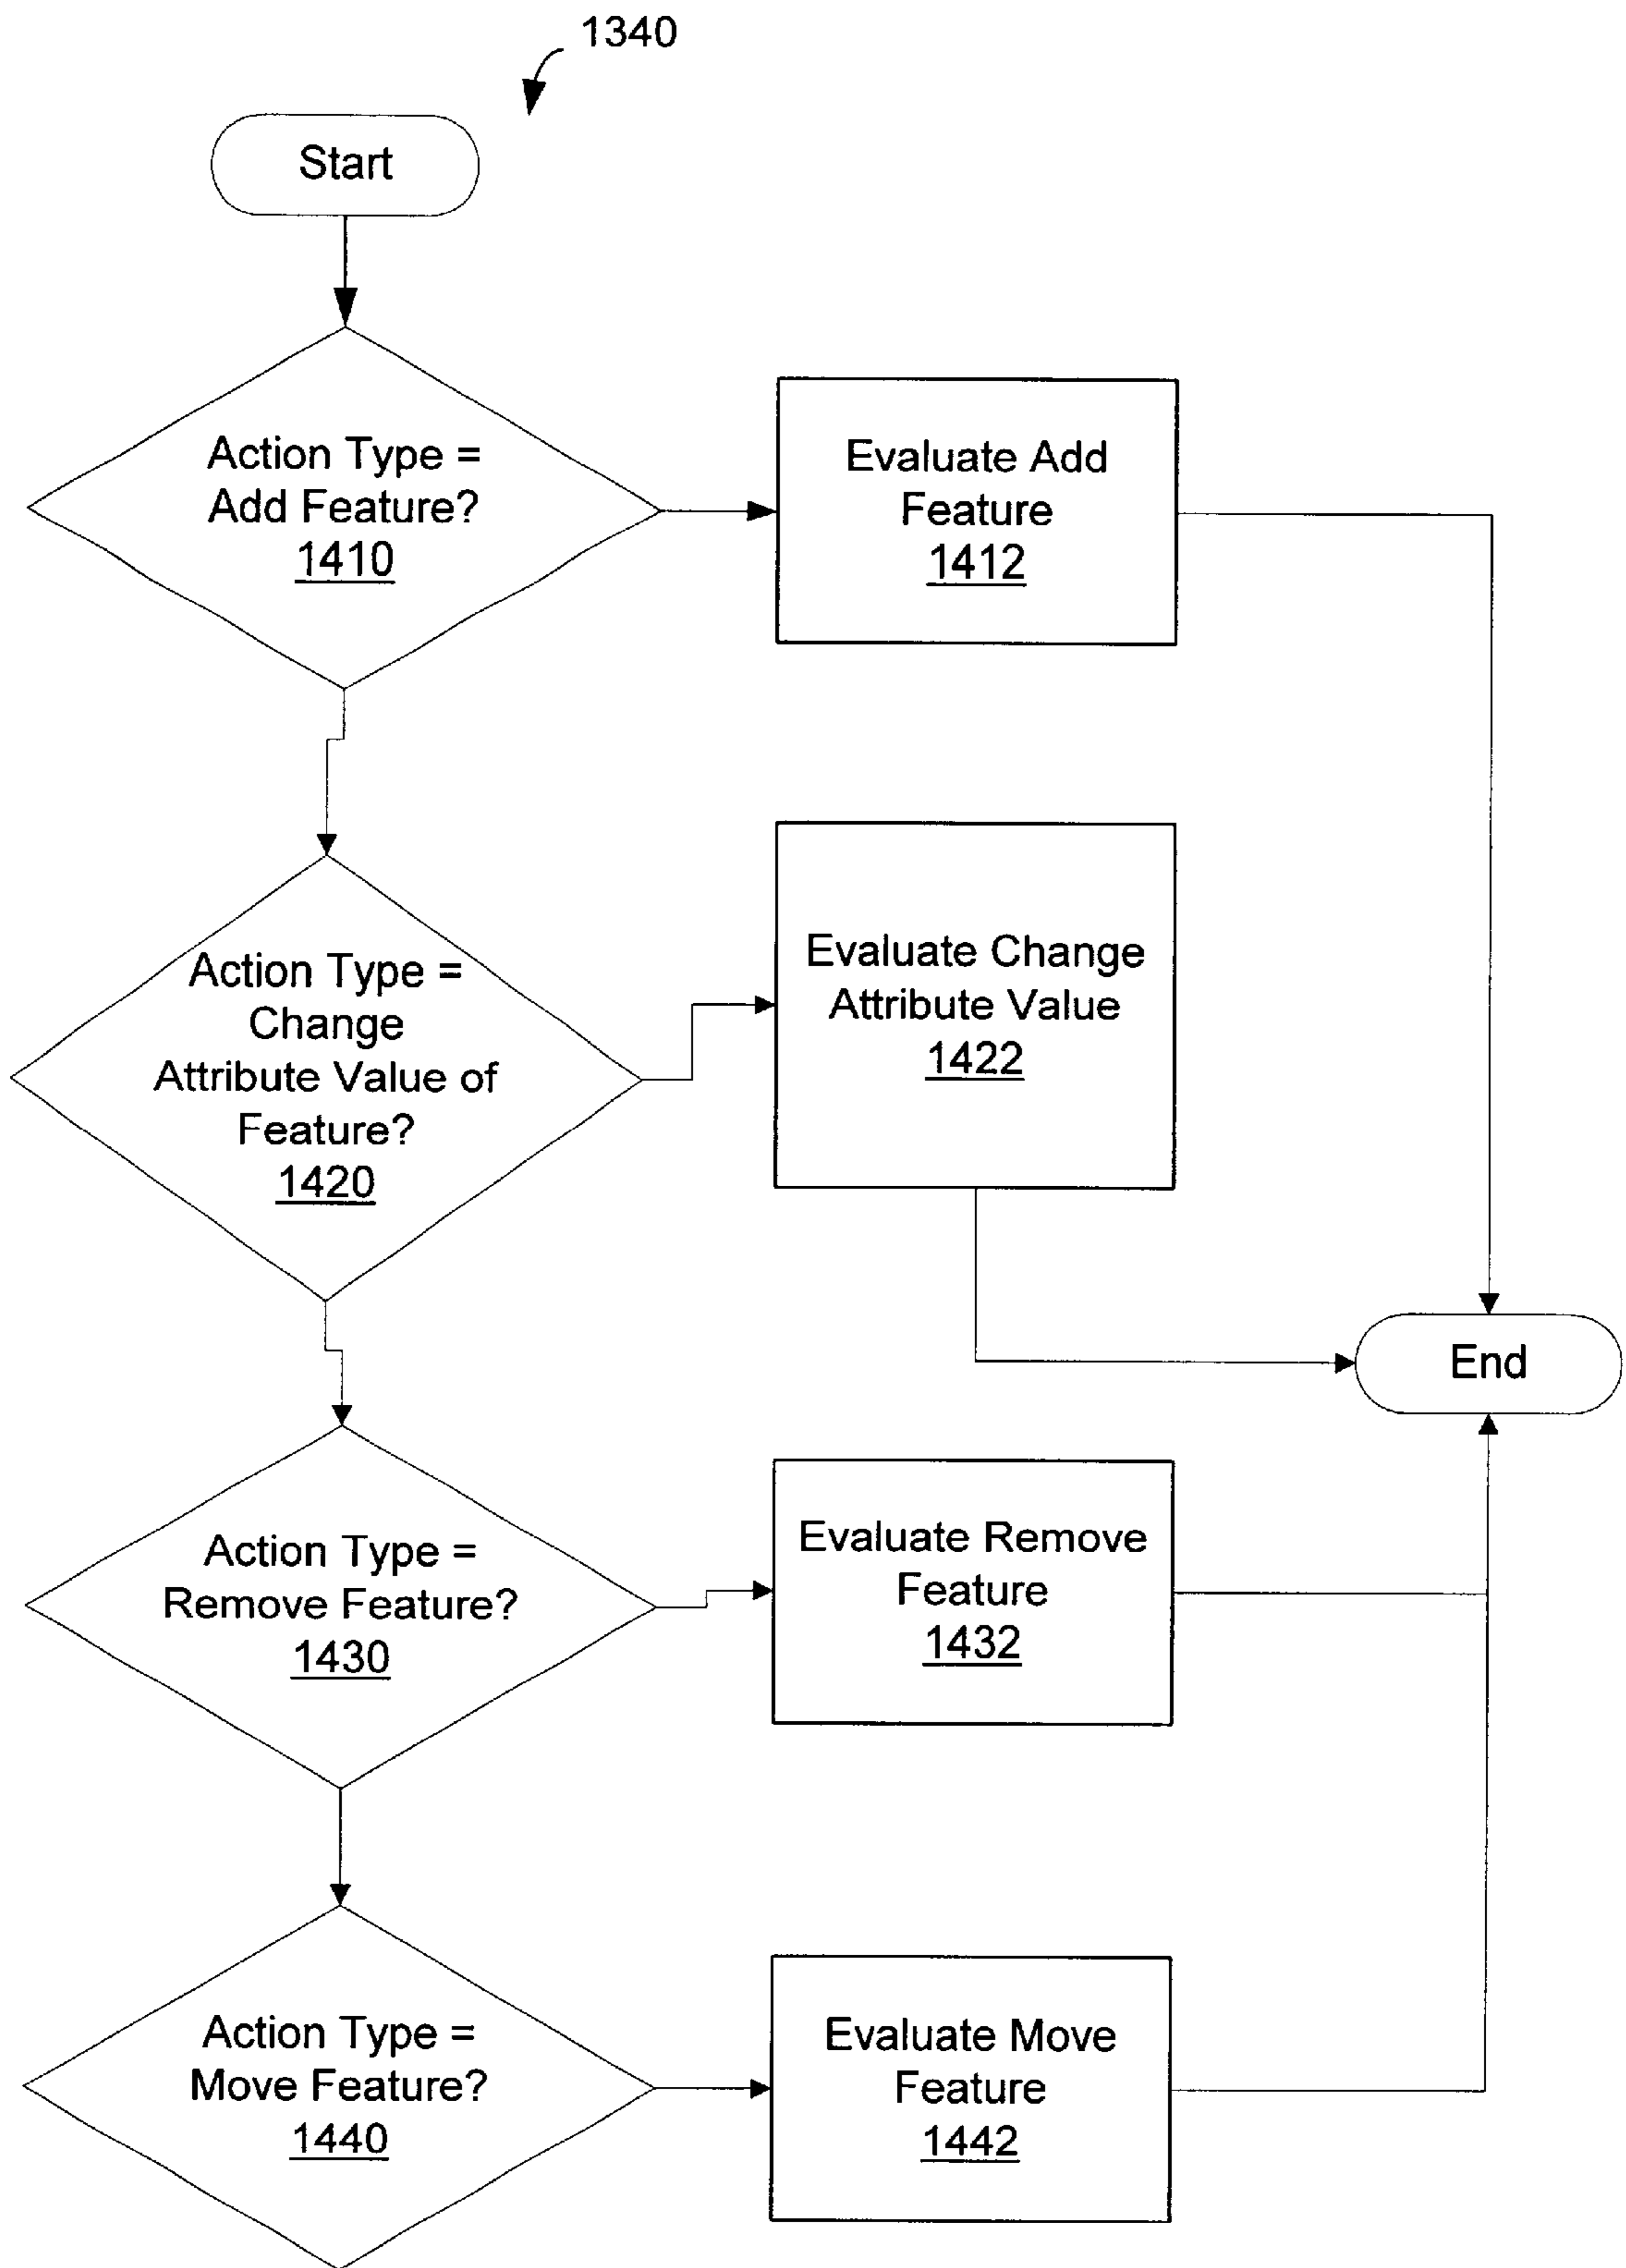 1340
Start
Action Type =
Add Feature?
1410
Evaluate Add
Feature
1412
Action Type =
Change
Attribute Value of
Feature?
1420
Evaluate Change
Attribute Value
1422
End
Action Type =
Remove Feature?
1430
Evaluate Remove
Feature
1432
Action Type =
Move Feature?
1440
Evaluate Move
Feature
1442